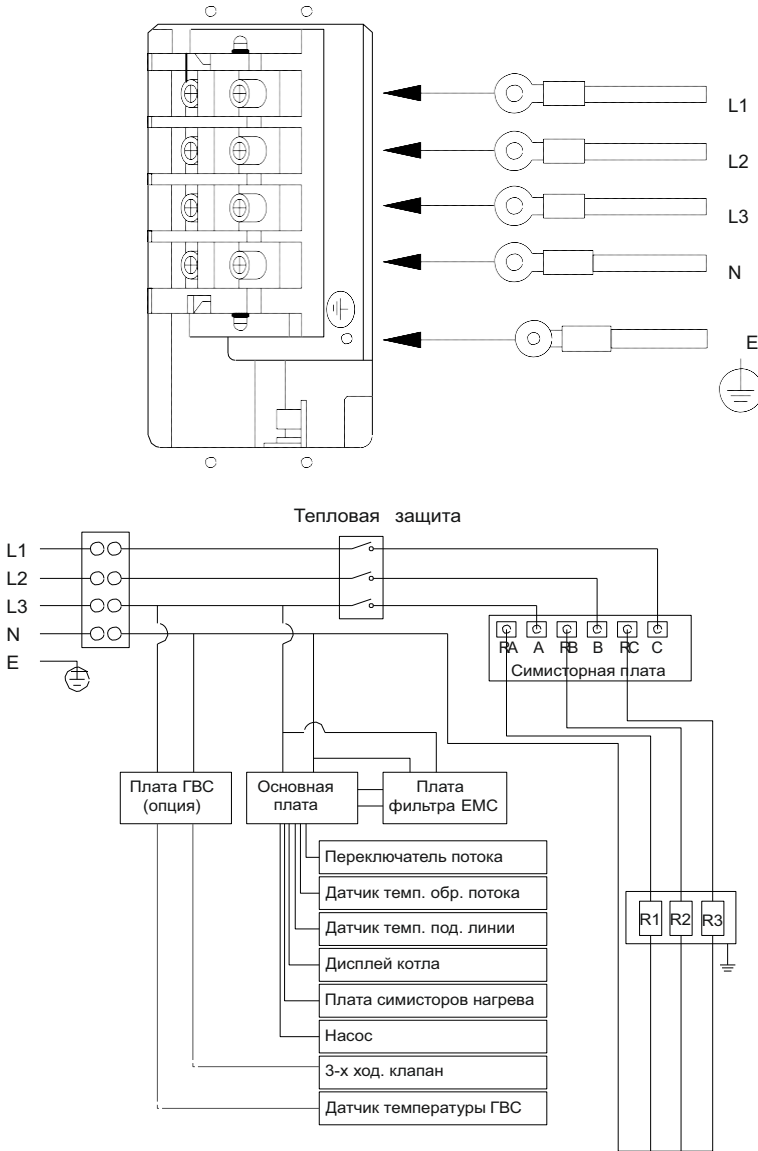 L1
L2
L3
N
E
Тепловая защита
L1
L2
L3
N
E
RA A RB B RC C
Симисторная плата
Плата ГВС
(опция)
Основная
плата
Плата
фильтра EMC
Переключатель потока
Датчик темп. обр. потока
Датчик темп. под. линии
Дисплей котла
Плата симисторов нагрева
Насос
3-х ход. клапан
Датчик температуры ГВС
R1 R2 R3